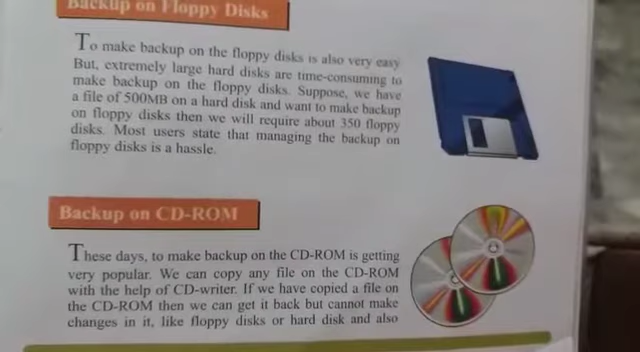 Backup on Floppy Disks
To make backup on the floppy disks is also very easy
But, extremely large hard disks are time-consuming to
make backup on the floppy disks. Suppose, we have
a file of 500MB on a hard disk and want to make backup
on floppy disks then we will require about 350 floppy
disks. Most users state that managing the backup on
floppy disks is a hassle.
Backup on CD-ROM
These days, to make backup on the CD-ROM is getting
very popular. We can copy any file on the CD-ROM
with the help of CD-writer. If we have copied a file on
the CD-ROM then we can get it back but cannot make
changes in it, like floppy disks or hard disk and also